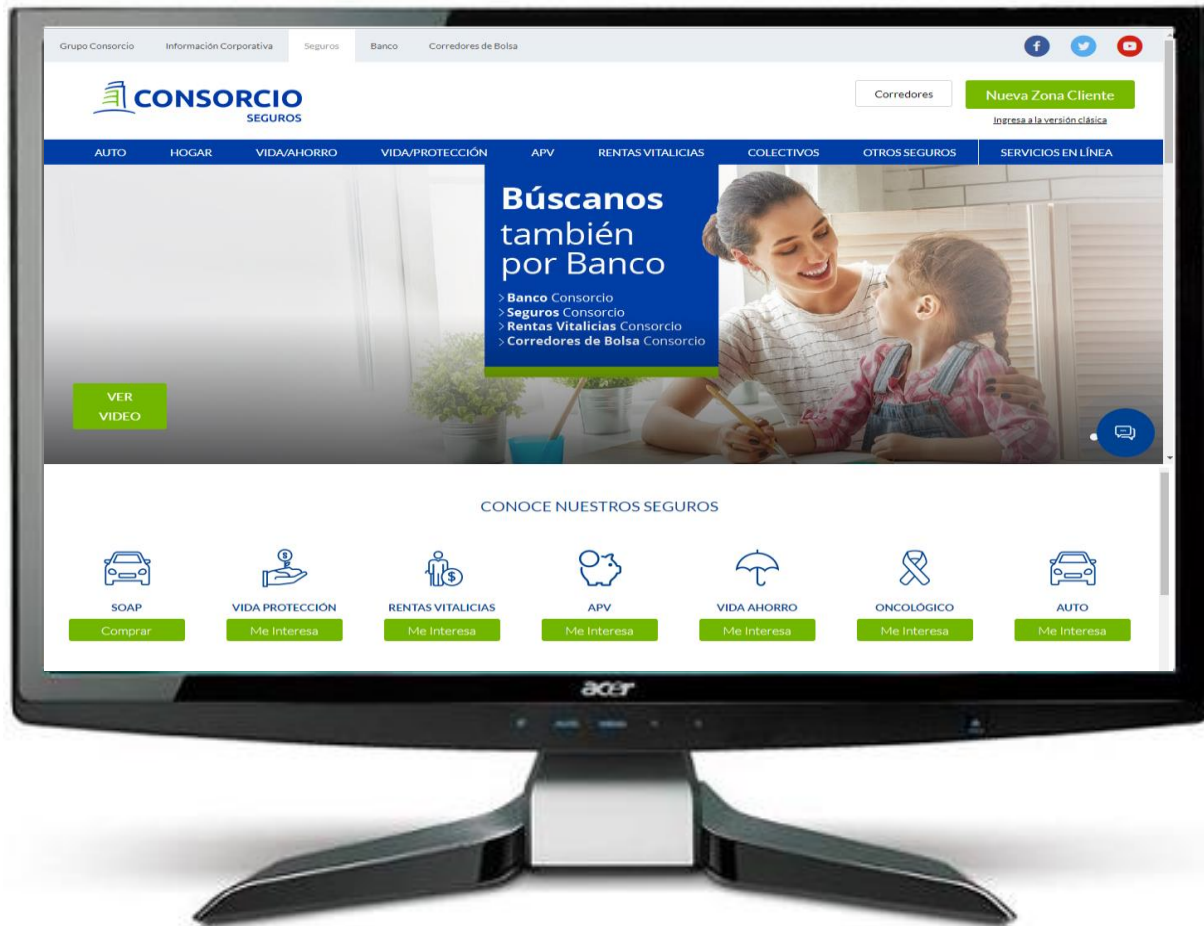 Grupo Consorcio Información Corporativa Seguros Banco Corredores de Bolsa
CONSORCIO
SEGUROS
Corredores
Nueva Zona Cliente
Ingresa a la versión clásica
AUTO HOGAR VIDA/AHORRO VIDA/PROTECCIÓN APV RENTAS VITALICIAS COLECTIVOS OTROS SEGUROS SERVICIOS EN LÍNEA
Búscanos
también
por Banco
> Banco Consorcio
> Seguros Consorcio
> Rentas Vitalicias Consorcio
> Corredores de Bolsa Consorcio
VER
VIDEO
CONOCE NUESTROS SEGUROS
SOAP VIDA PROTECCIÓN RENTAS VITALICIAS APV VIDA AHORRO ONCOLÓGICO AUTO
Comprar Me Interesa Me Interesa Me Interesa Me Interesa Me Interesa Me Interesa
acer